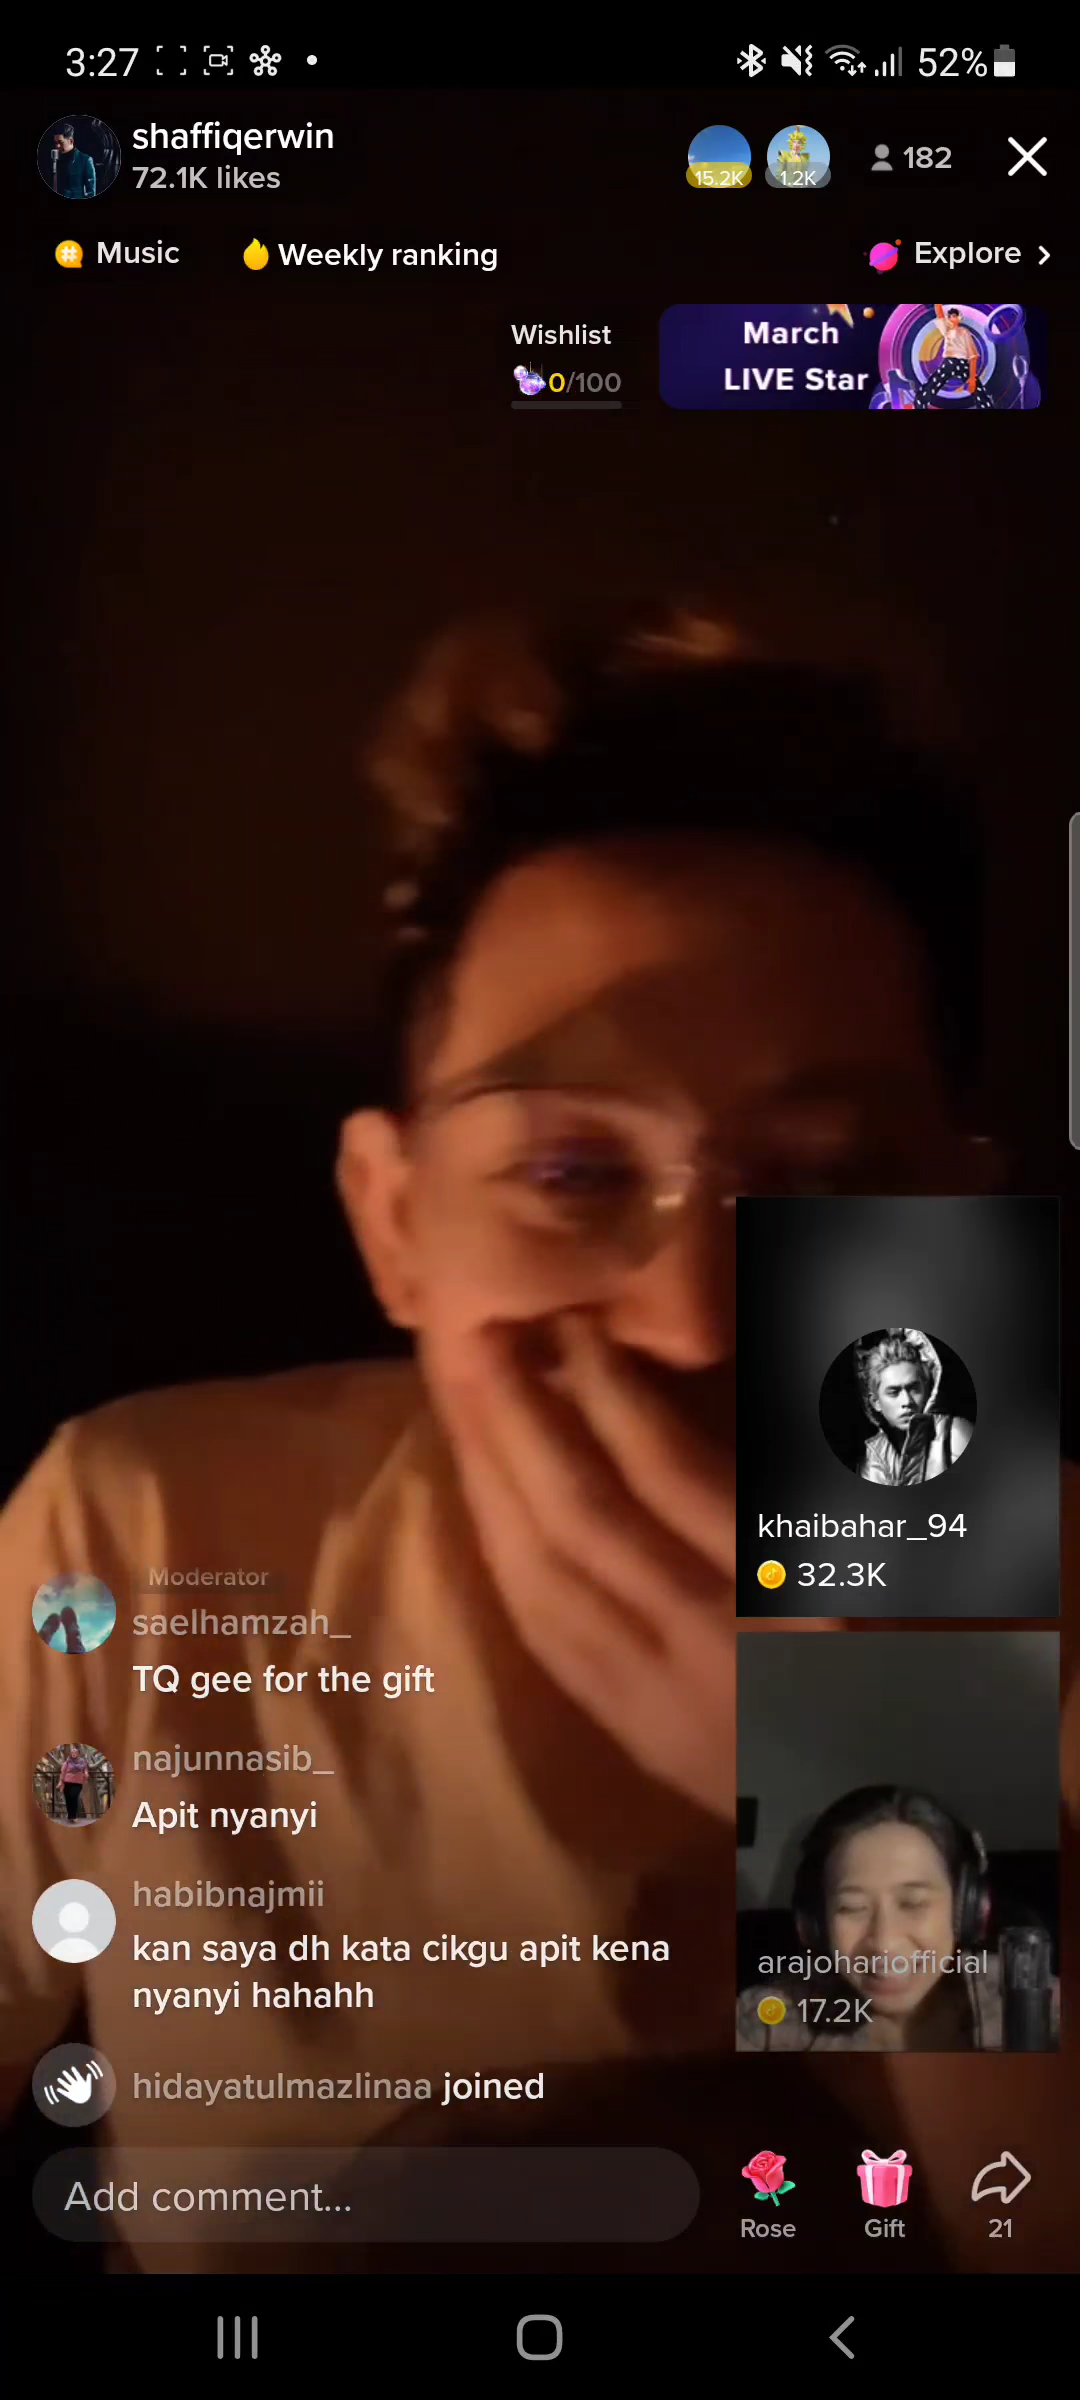 3:27
52%
shaffiqerwin
72.1K likes
15.2K
1.2K
182
Music
Weekly ranking
Explore
Wishlist
0/100
March
LIVE Star
khaibahar_94
32.3K
Moderator
saelhamzah_
TQ gee for the gift
najunnasib_
Apit nyanyi
habibnajmii
kan saya dh kata cikgu apit kena
nyanyi hahahh
arajohariofficial
17.2K
hidayatulmazlinaa joined
Add comment...
Rose
Gift
21